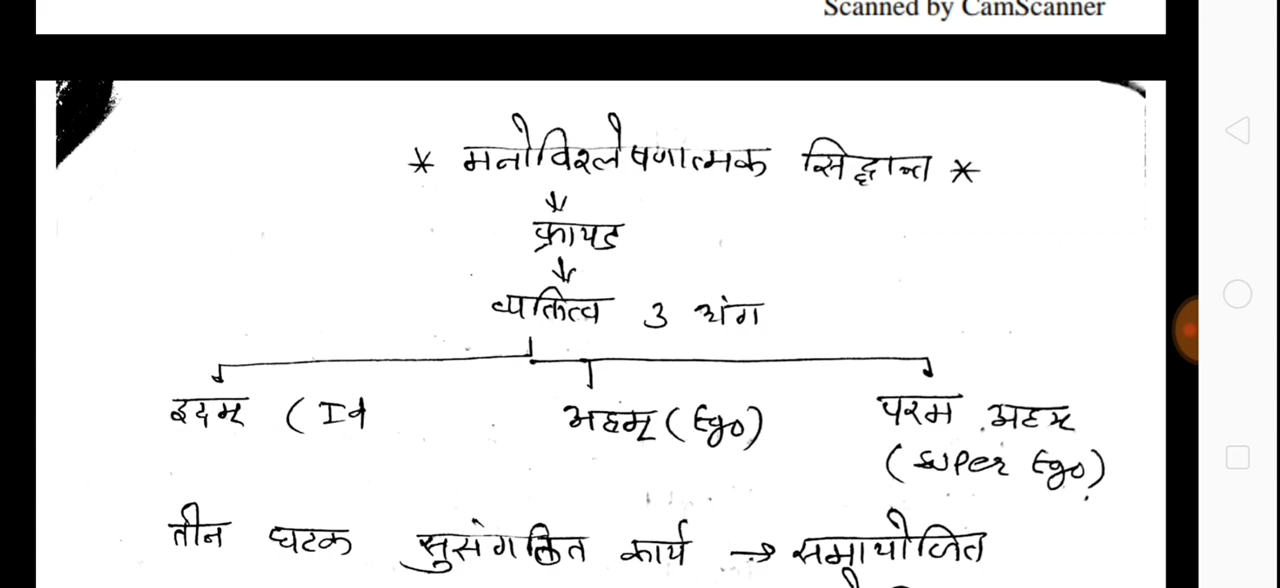 Scanned by CamScanner
* मनोविश्लेषणात्मक सिद्धान्त *
फ्रायड
व्यक्तित्व 3 अंग
इदम (Id अहम् (Ego) परम अहम
(Super Ego)
तीन घटक सुसंगठित कार्य → समायोजित